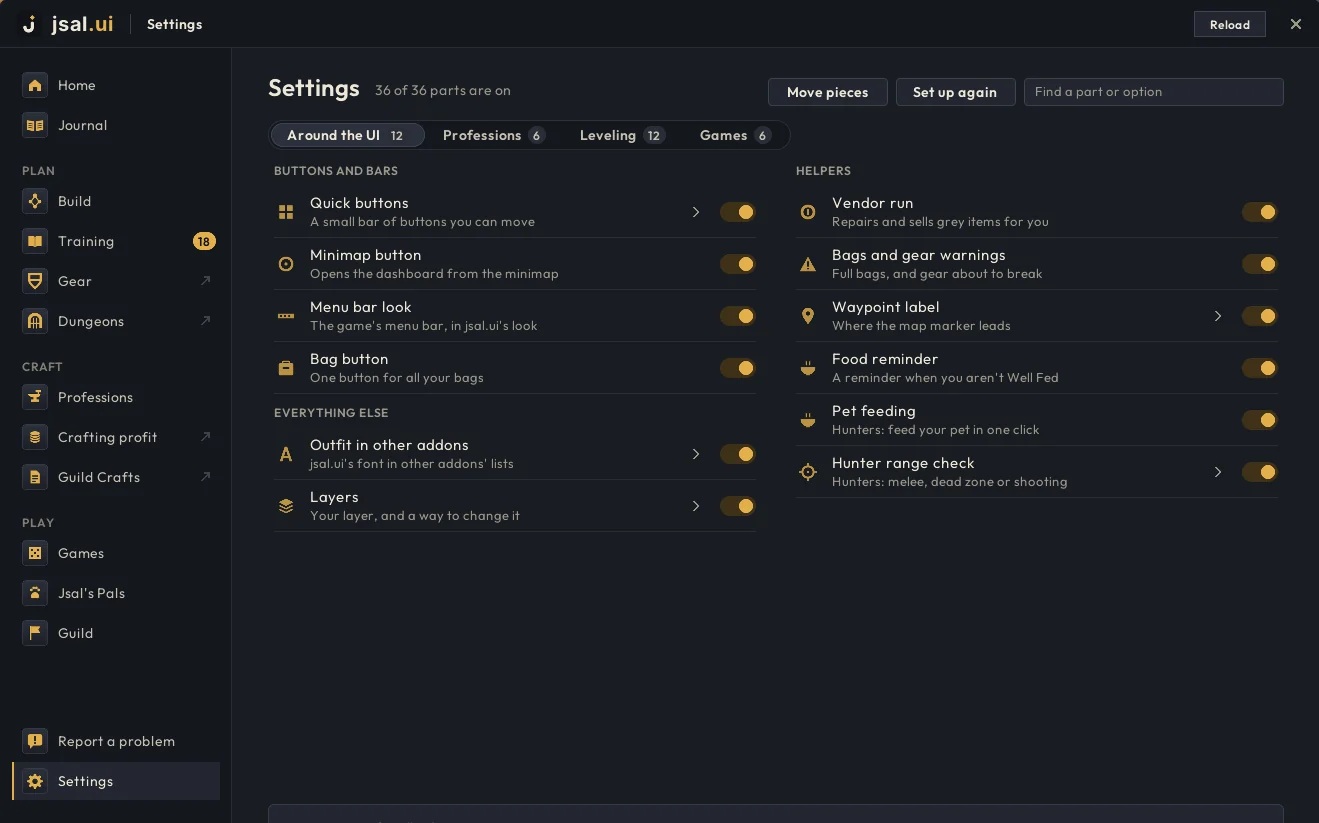 jsal.ui
Settings
Reload
Home
Journal
PLAN
Build
Training 18
Gear
Dungeons
CRAFT
Professions
Crafting profit
Guild Crafts
PLAY
Games
Jsal's Pals
Guild
Report a problem
Settings
Settings 36 of 36 parts are on
Move pieces
Set up again
Find a part or option
Around the UI 12
Professions 6
Leveling 12
Games 6
BUTTONS AND BARS
Quick buttons
A small bar of buttons you can move
Minimap button
Opens the dashboard from the minimap
Menu bar look
The game's menu bar, in jsal.ui's look
Bag button
One button for all your bags
EVERYTHING ELSE
Outfit in other addons
jsal.ui's font in other addons' lists
Layers
Your layer, and a way to change it
HELPERS
Vendor run
Repairs and sells grey items for you
Bags and gear warnings
Full bags, and gear about to break
Waypoint label
Where the map marker leads
Food reminder
A reminder when you aren't Well Fed
Pet feeding
Hunters: feed your pet in one click
Hunter range check
Hunters: melee, dead zone or shooting